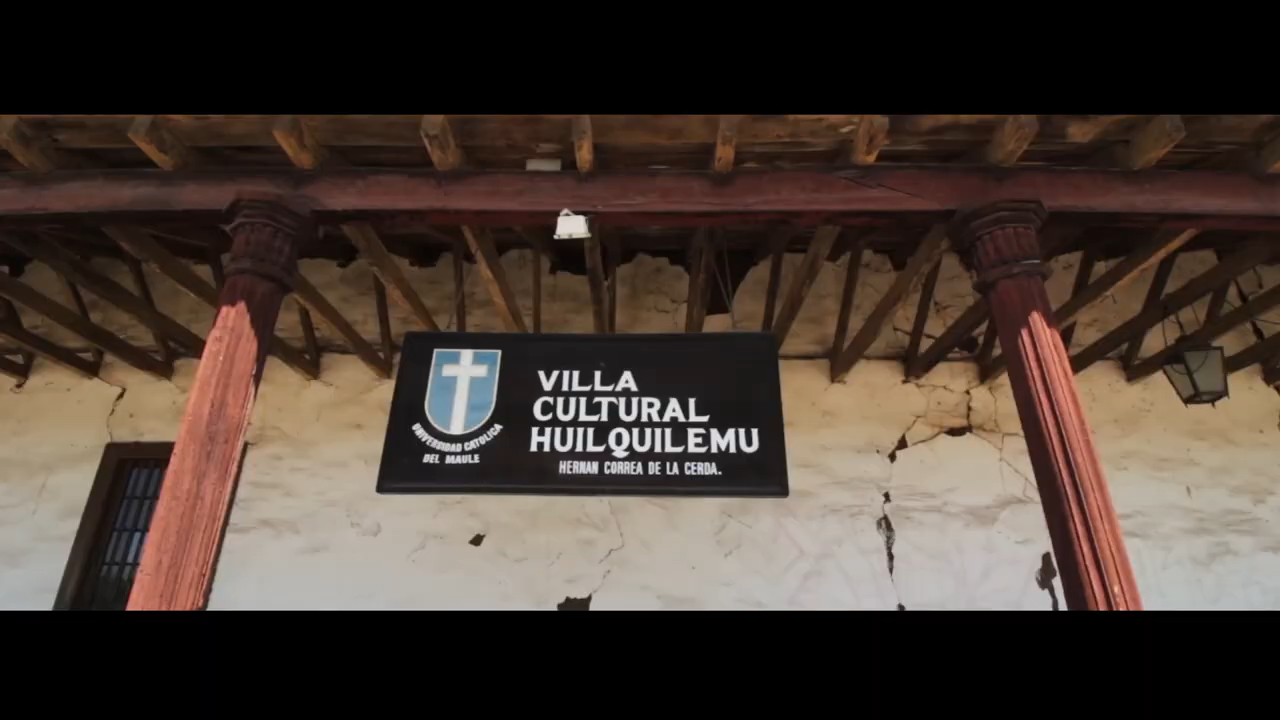 UNIVERSIDAD CATOLICA
DEL MAULE
VILLA
CULTURAL
HUILQUILEMU
HERNAN CORREA DE LA CERDA.